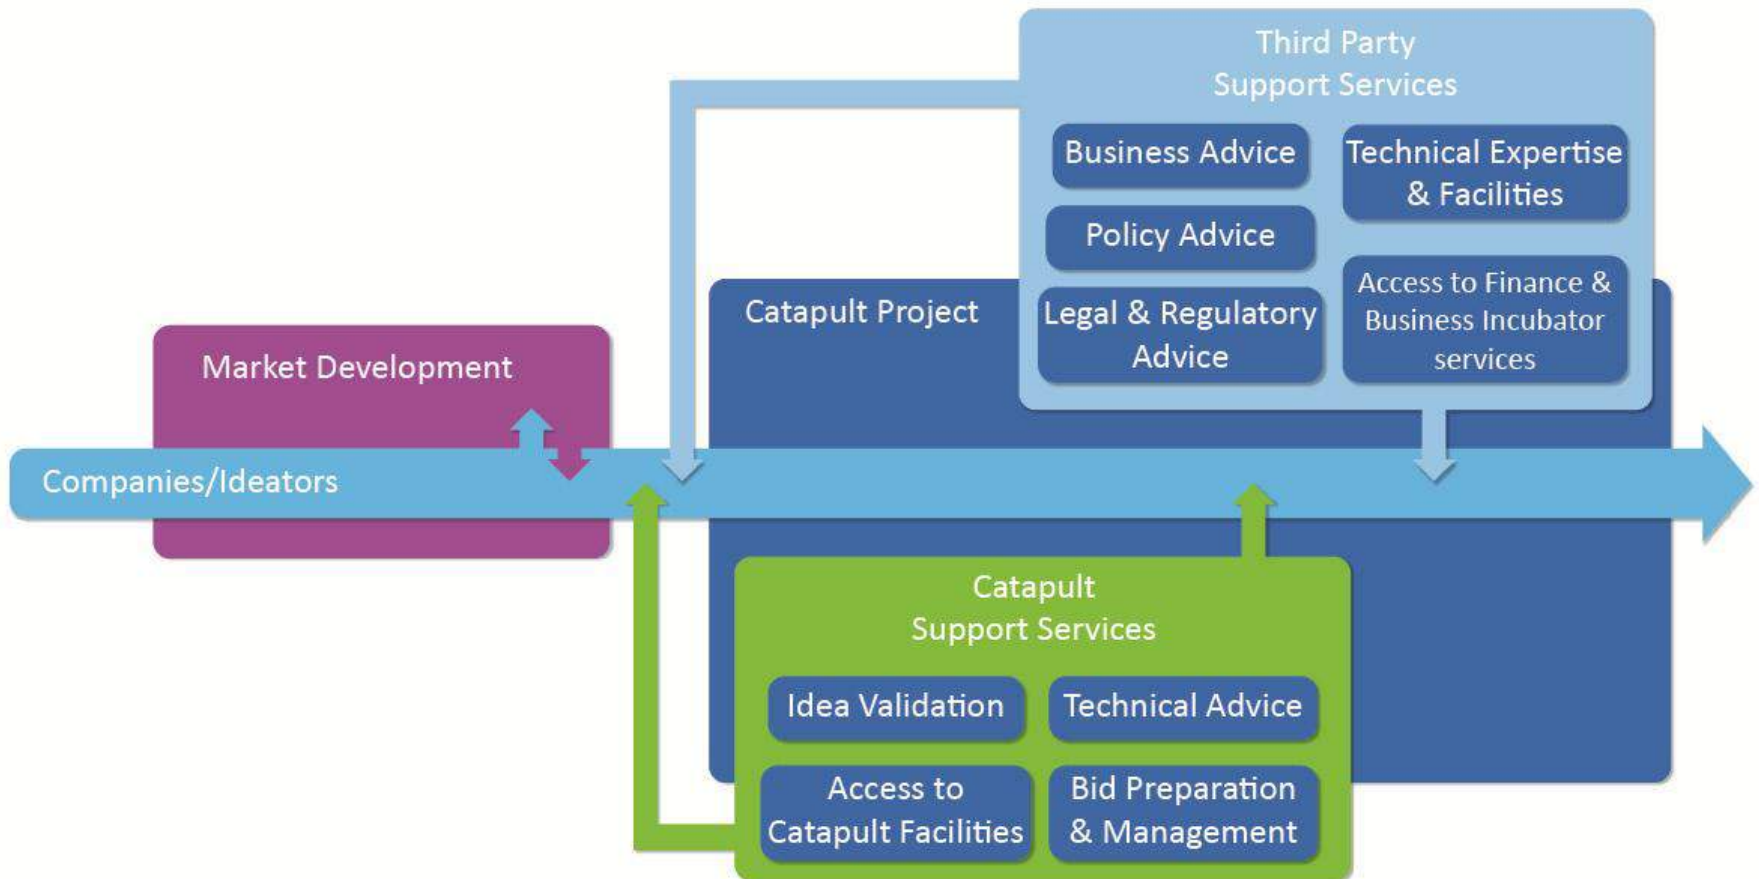 Third Party
Support Services
Business Advice
Technical Expertise
& Facilities
Policy Advice
Legal & Regulatory
Advice
Access to Finance &
Business Incubator
services
Catapult Project
Market Development
Companies/Ideators
Catapult
Support Services
Idea Validation
Technical Advice
Access to
Catapult Facilities
Bid Preparation
& Management